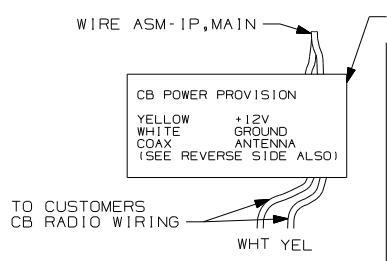 WIRE ASM-IP,MAIN
CB POWER PROVISION
YELLOW +12V
WHITE GROUND
COAX ANTENNA
(SEE REVERSE SIDE ALSO)
TO CUSTOMERS
CB RADIO WIRING
WHT YEL